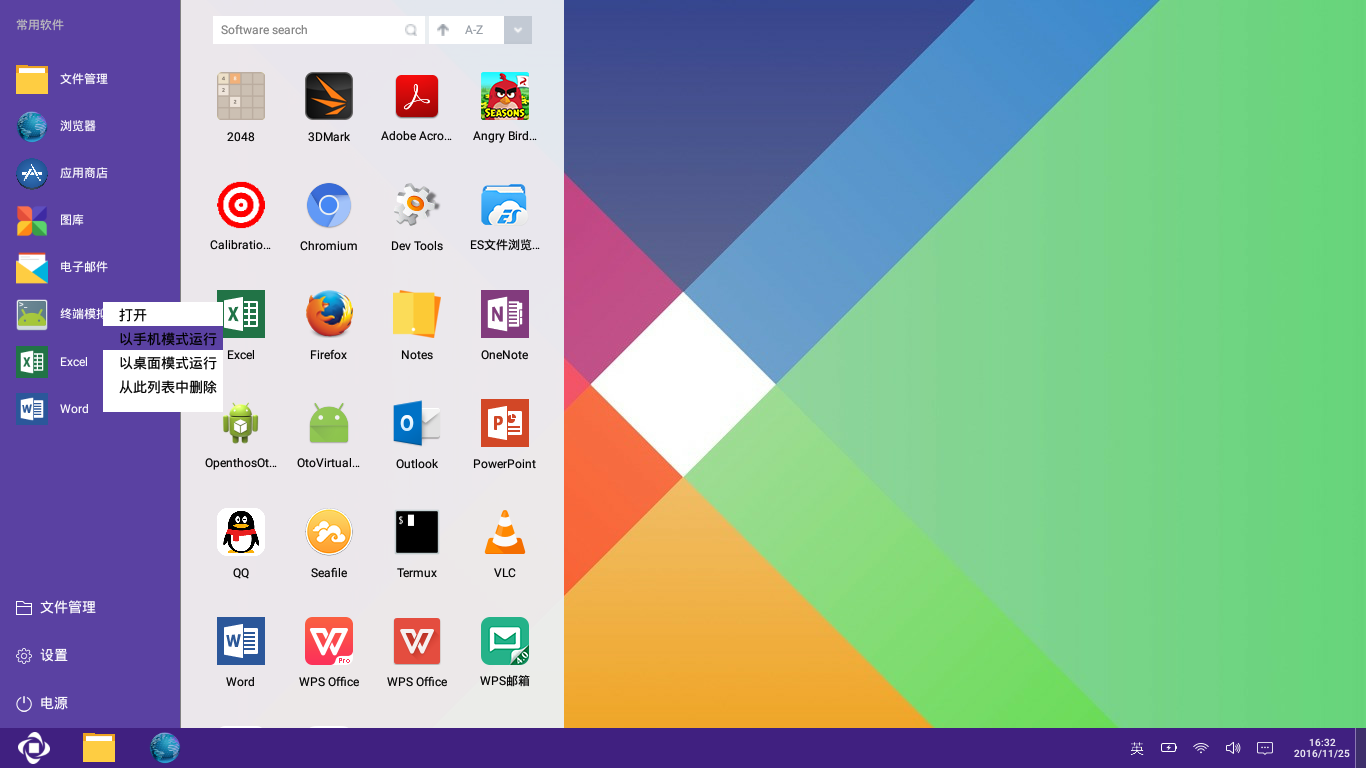 常用软件
文件管理
浏览器
应用商店
图库
电子邮件
终端模拟
Excel
Word
打开
以手机模式运行
以桌面模式运行
从此列表中删除
文件管理
设置
电源
Software search
A-Z
2048
3DMark
Adobe Acro...
Angry Bird...
SEASONS
Calibratio...
Chromium
Dev Tools
ES文件浏览...
Excel
Firefox
Notes
OneNote
OpenthosOt...
OtoVirtual...
Outlook
PowerPoint
QQ
Seafile
Termux
VLC
Word
WPS Office
Pro
WPS Office
WPS邮箱
4.0
英
16:32
2016/11/25